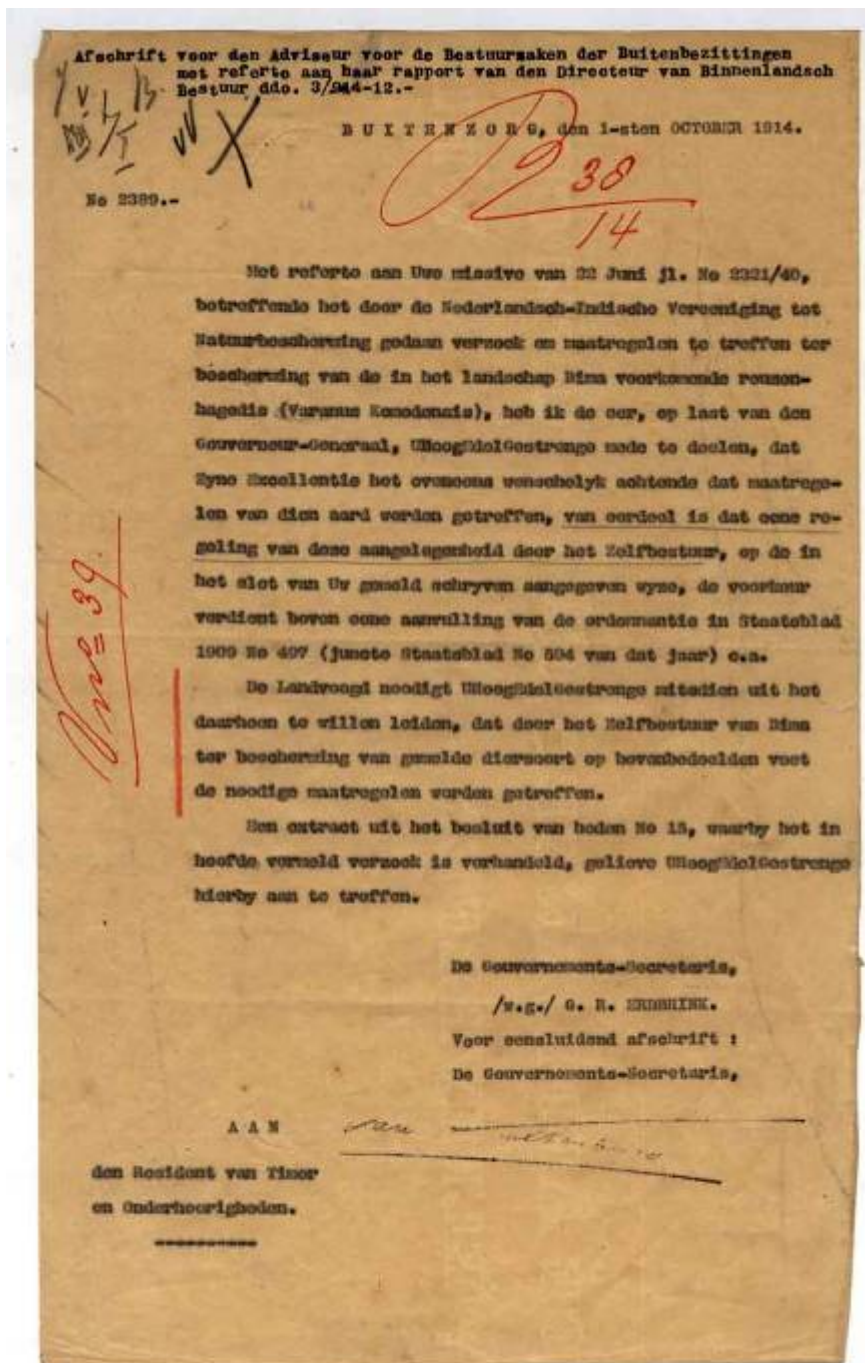 Afschrift voor den Adviseur voor de Bestuurszaken der Buitenbezittingen
met referte aan haar rapport van den Directeur van Binnenlandsch
Bestuur ddo. 3/944-12.-
BUITENZORG, den 1-sten OCTOBER 1914.
38
14
No 2389.-
Met referte aan Uwe missive van 22 Juni jl. No 2321/40,
betreffende het door de Nederlandsch-Indische Vereeniging tot
Natuurbescherming gedaan verzoek om maatregelen te treffen ter
bescherming van de in het landschap Bima voorkomende reuzen-
hagedis (Varanus Komodensis), heb ik de eer, op last van den
Gouverneur-Generaal, UHoogEdelGestrenge mede te deelen, dat
Zyne Excellentie het eveneens wenschelyk achtende dat maatrege-
len van dien aard worden getroffen, van oordeel is dat eene re-
geling van deze aangelegenheid door het Zelfbestuur, op de in
het slot van Uw gemeld schryven aangegeven wyze, de voorkeur
verdient boven eene aanvulling van de ordonnantie in Staatsblad
1909 No 497 (juncto Staatsblad No 594 van dat jaar) c.a.
39.
De Landvoogd noodigt UHoogEdelGestrenge mitsdien uit het
daarheen te willen leiden, dat door het Zelfbestuur van Bima
ter bescherming van gemelde diersoort op bovenbedoelden voet
de noodige maatregelen worden getroffen.
Een extract uit het besluit van heden No 15, waarby het in
hoofde vermeld verzoek is verhandeld, gelieve UHoogEdelGestrenge
hierby aan te treffen.
De Gouvernements-Secretaris,
/w.g./ G. R. ERDBRINK.
Voor eensluidend afschrift :
De Gouvernements-Secretaris,
AAN
den Resident van Timor
en Onderhoorigheden.